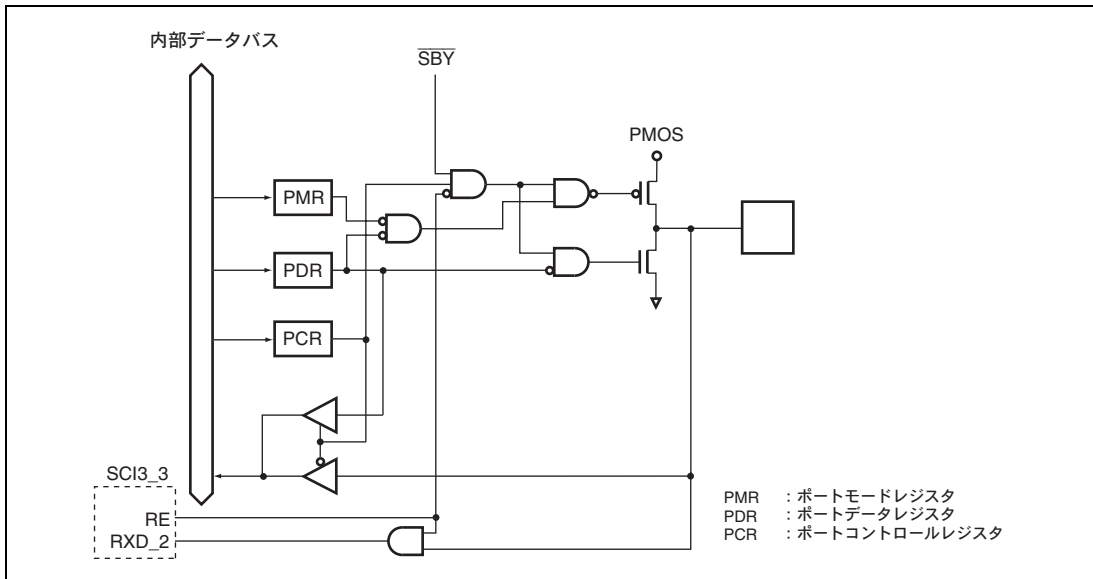 内部データバス
SBY
PMOS
PMR
PDR
PCR
SCI3_3
RE
RXD_2
PMR : ポートモードレジスタ
PDR : ポートデータレジスタ
PCR : ポートコントロールレジスタ